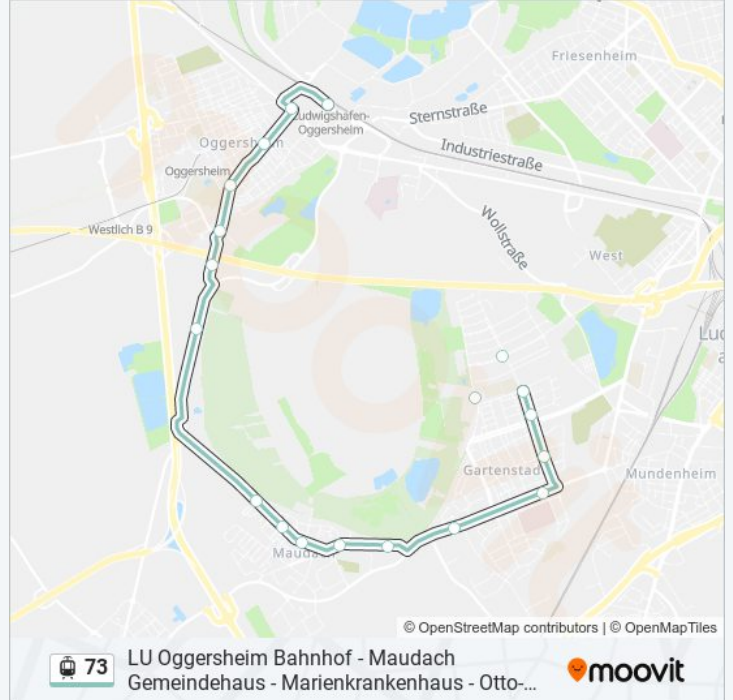 Friesenheim
Sternstraße
Ludwigshafen-
Oggersheim
Industriestraße
Oggersheim
Oggersheim
Wollstraße
Westlich B 9
West
Gartenstad
Mundenheim
Maudach
© OpenStreetMap contributors | © OpenMapTiles
73
LU Oggersheim Bahnhof - Maudach
Gemeindehaus - Marienkrankenhaus - Otto-...
moovit